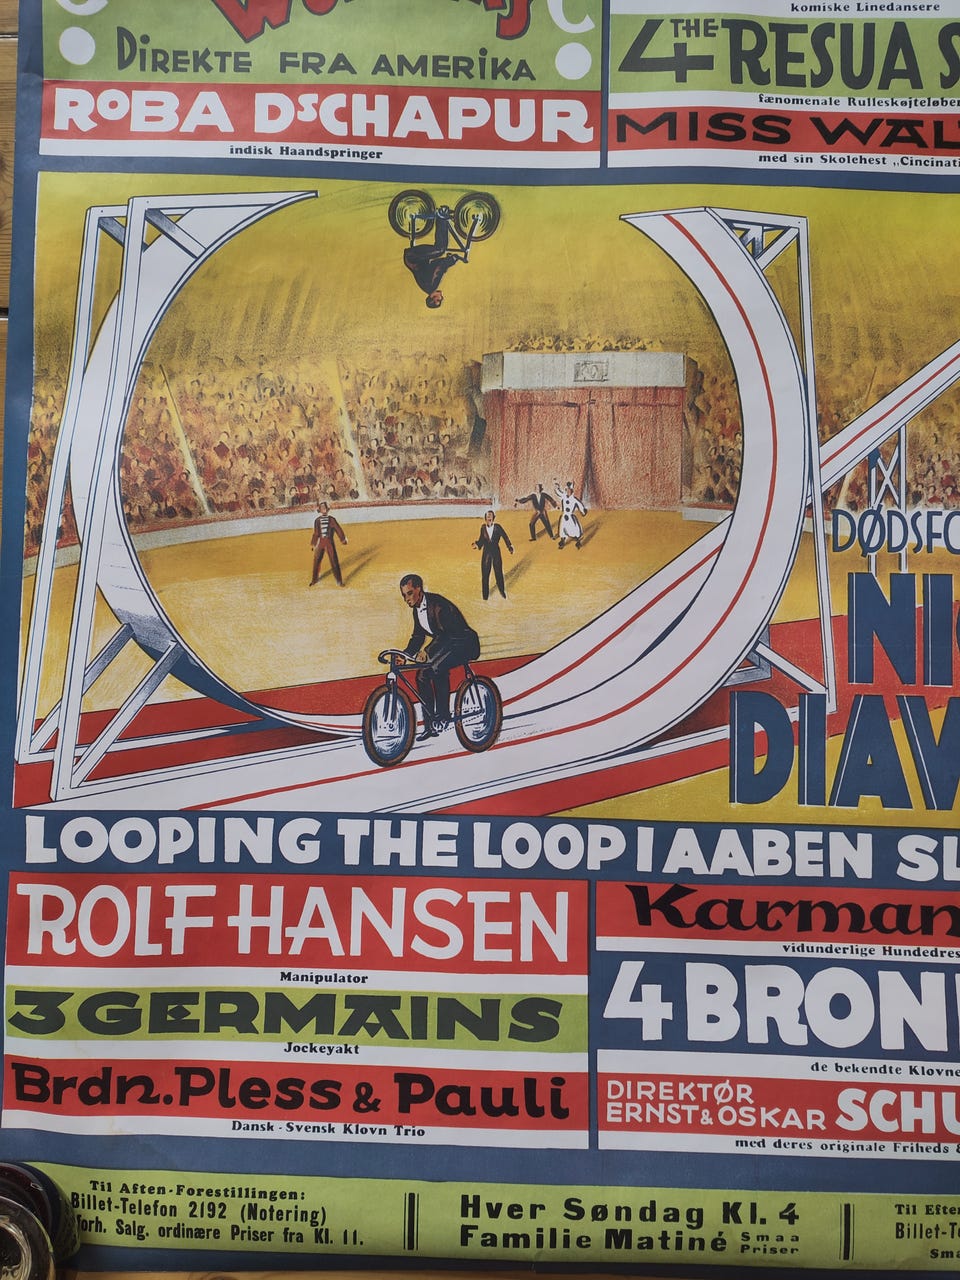 DIREKTE FRA AMERIKA
ROBA DSCHAPUR
indisk Haandspringer
komiske Linedansere
4 THE RESUA S
fænomenale Rulleskøjteløber
MISS WAL
med sin Skolehest „Cincinati
DØDSFO
NI
DIAV
LOOPING THE LOOP I AABEN SL
ROLF HANSEN
Manipulator
3 GERMAINS
Jockeyakt
Brdn. Pless & Pauli
Dansk-Svensk Klovn Trio
Karman
vidunderlige Hundedres
4 BRON
de bekendte Klovne
DIREKTØR
ERNST & OSKAR SCHU
med deres originale Friheds &
Til Aften-Forestillingen:
Billet-Telefon 2192 (Notering)
forh. Salg. ordinære Priser fra Kl. 11.
Hver Søndag Kl. 4
Familie Matiné Smaa Priser
Til Efter
Billet-T
Sma